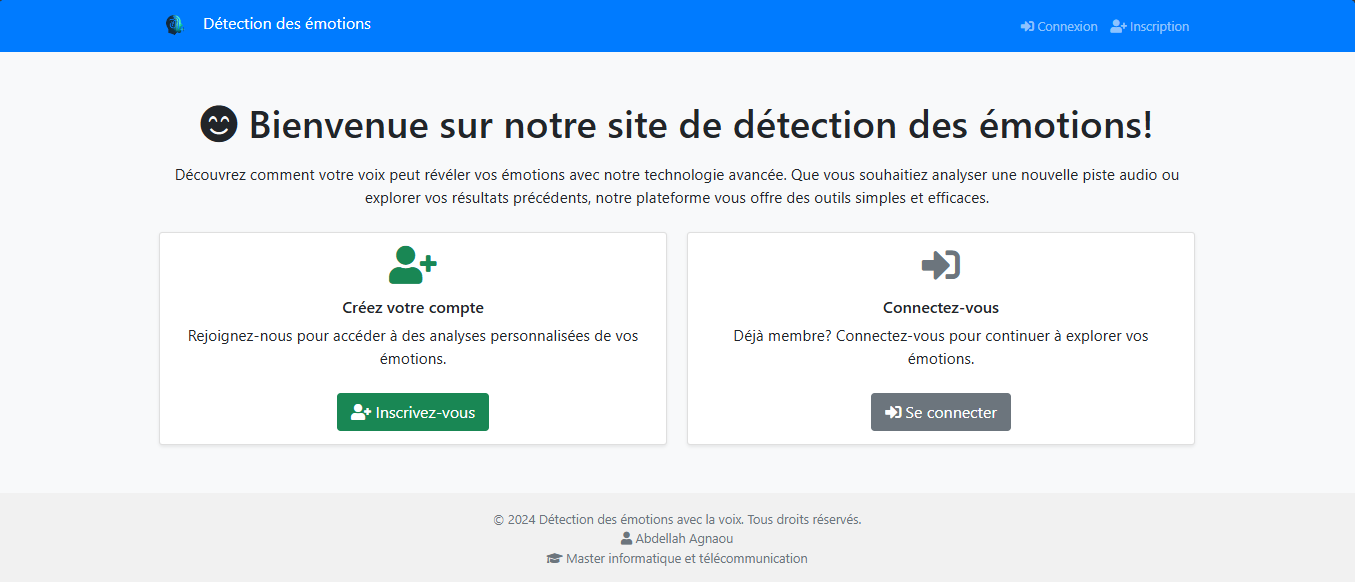 Détection des émotions
Connexion
Inscription
Bienvenue sur notre site de détection des émotions!
Découvrez comment votre voix peut révéler vos émotions avec notre technologie avancée. Que vous souhaitiez analyser une nouvelle piste audio ou
explorer vos résultats précédents, notre plateforme vous offre des outils simples et efficaces.
Créez votre compte
Rejoignez-nous pour accéder à des analyses personnalisées de vos
émotions.
Inscrivez-vous
Connectez-vous
Déjà membre? Connectez-vous pour continuer à explorer vos
émotions.
Se connecter
© 2024 Détection des émotions avec la voix. Tous droits réservés.
Abdellah Agnaou
Master informatique et télécommunication